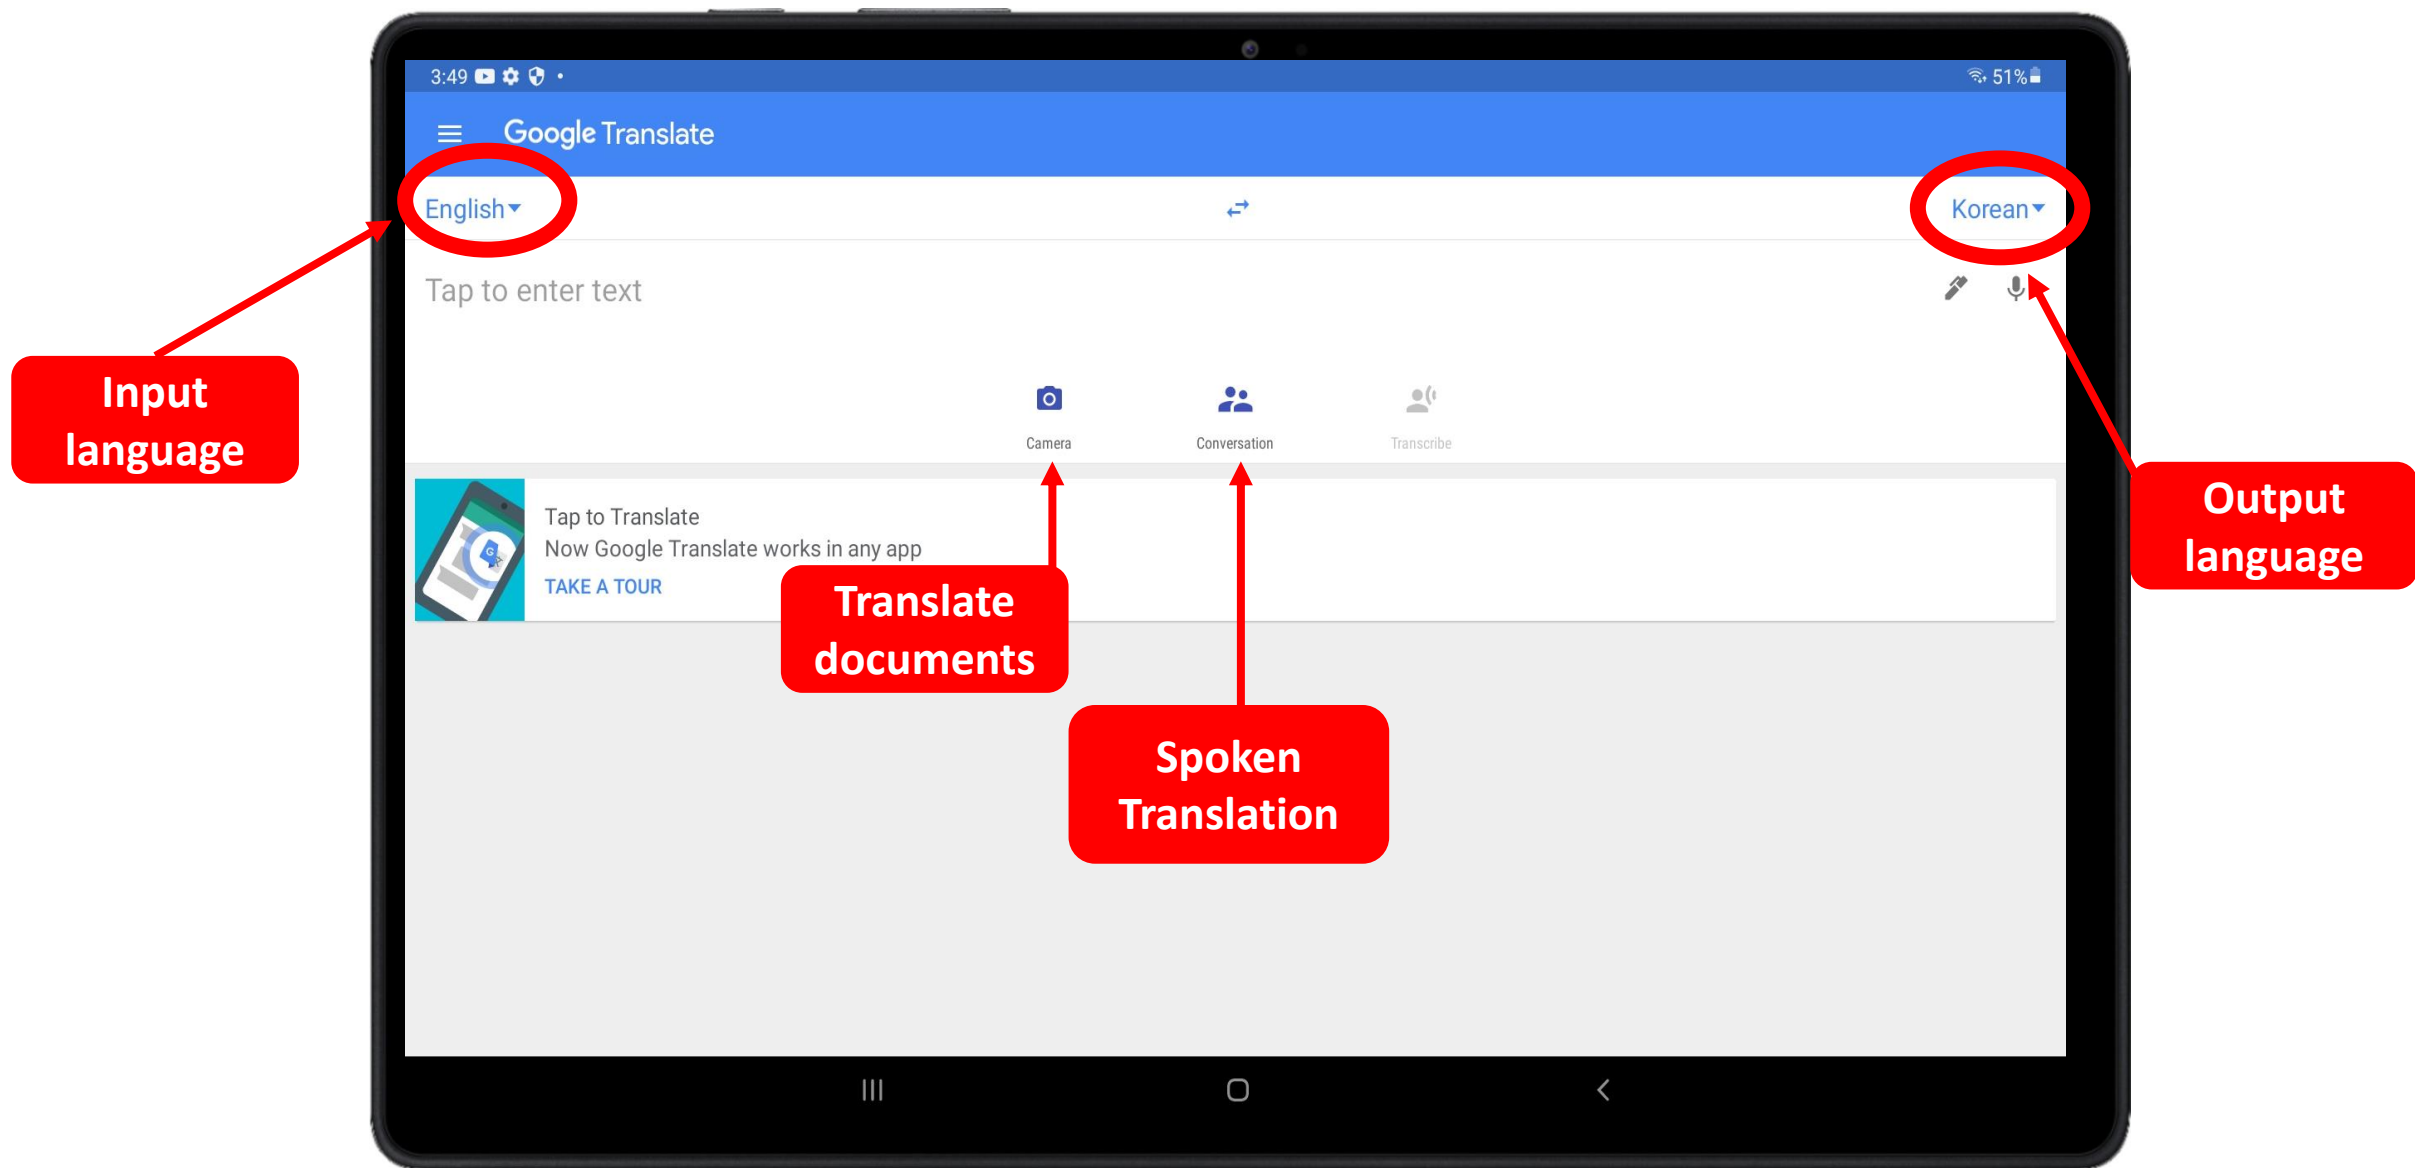 3:49
51%
Google Translate
English
Korean
Tap to enter text
Input
language
Camera
Conversation
Transcribe
Output
language
Tap to Translate
Now Google Translate works in any app
TAKE A TOUR
Translate
documents
Spoken
Translation